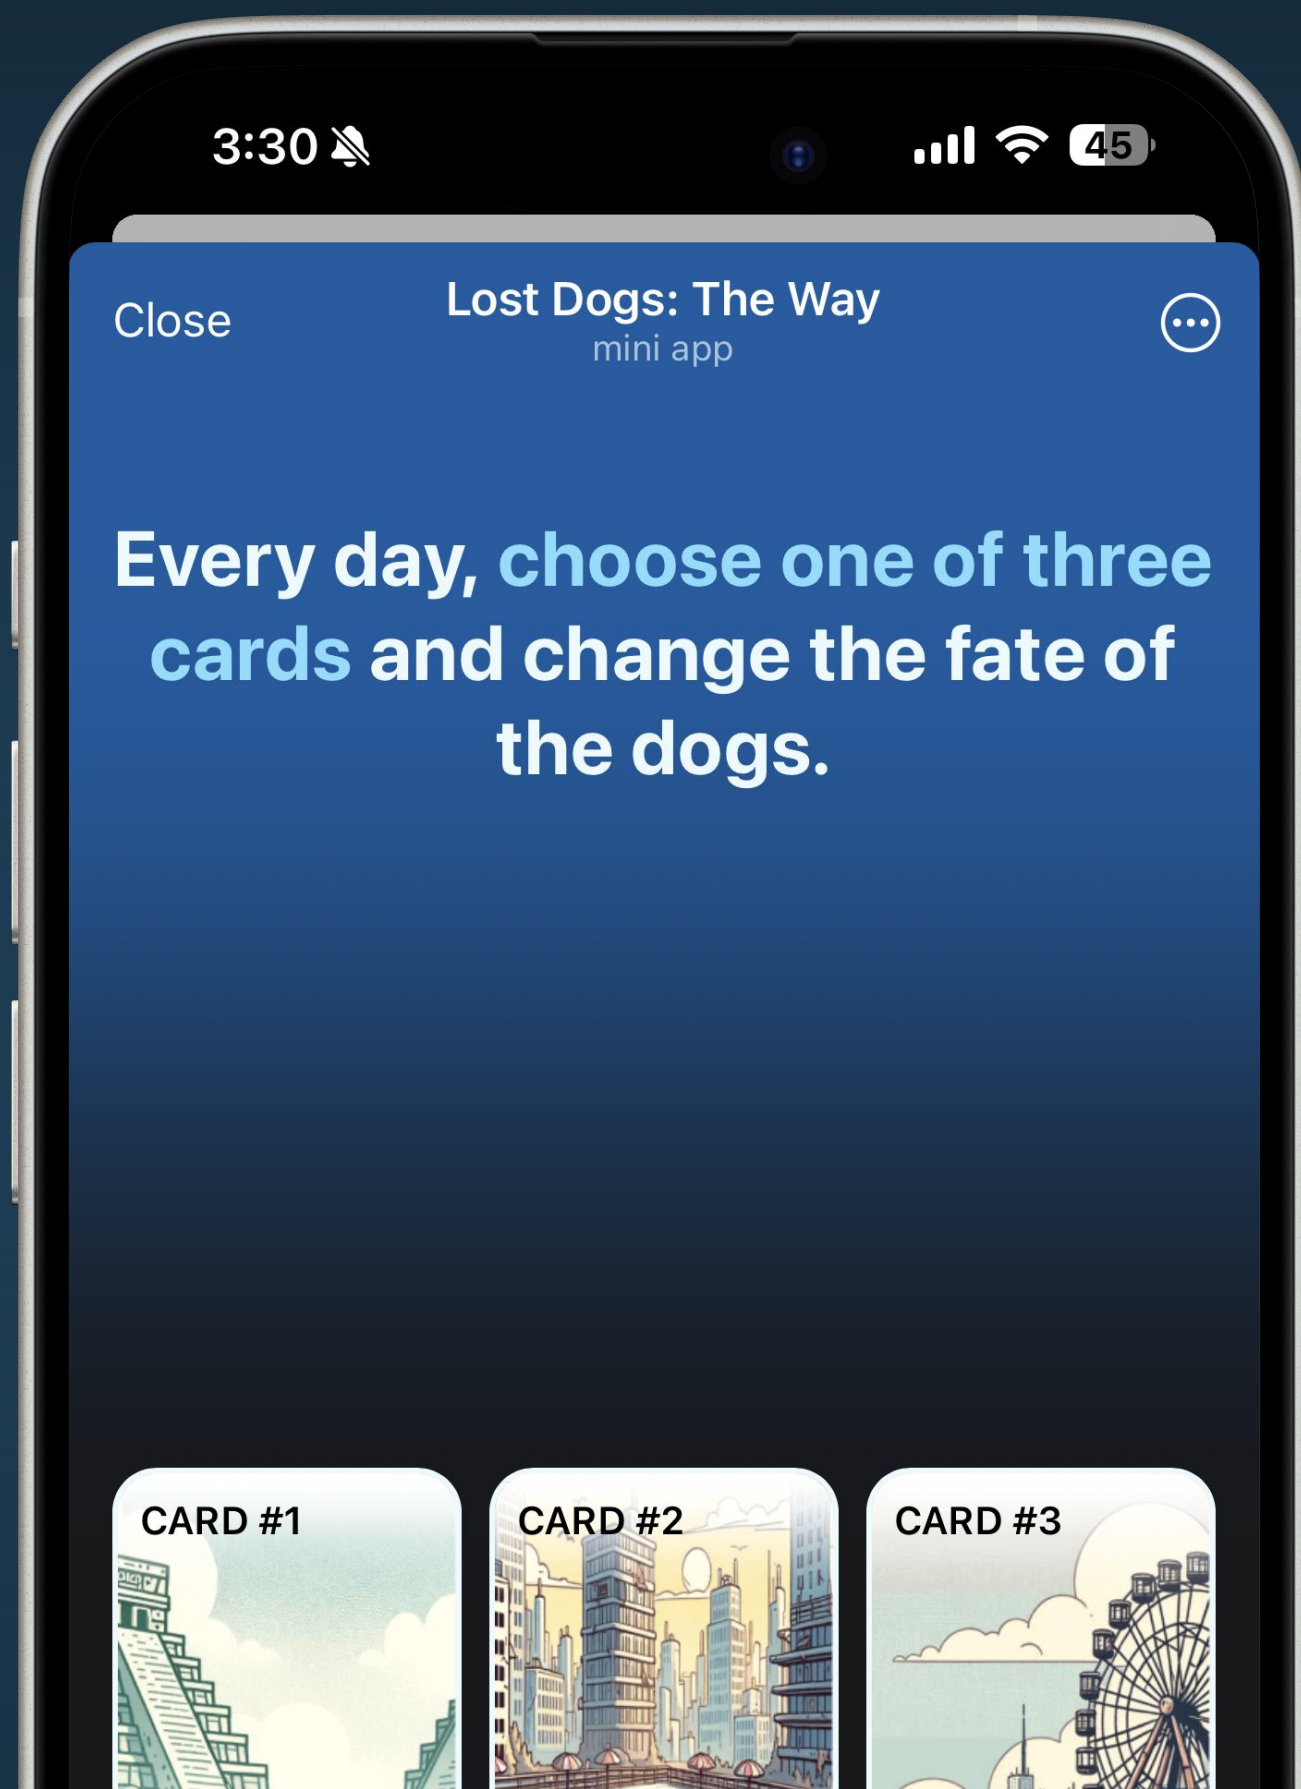 3:30
45
Close
Lost Dogs: The Way
mini app
Every day, choose one of three
cards and change the fate of
the dogs.
CARD #1
CARD #2
CARD #3